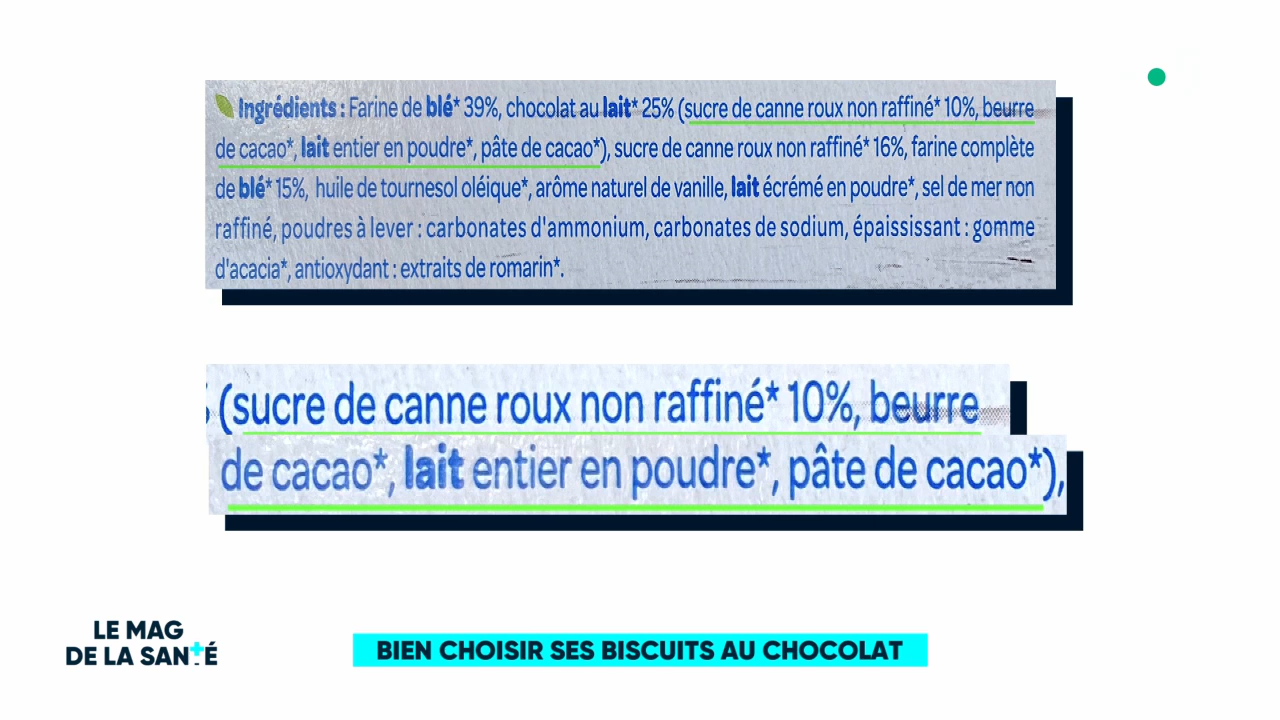 Ingrédients : Farine de blé* 39%, chocolat au lait* 25% (sucre de canne roux non raffiné* 10%, beurre
de cacao*, lait entier en poudre*, pâte de cacao*), sucre de canne roux non raffiné* 16%, farine complète
de blé* 15%, huile de tournesol oléique*, arôme naturel de vanille, lait écrémé en poudre*, sel de mer non
raffiné, poudres à lever : carbonates d'ammonium, carbonates de sodium, épaississant : gomme
d'acacia*, antioxydant : extraits de romarin*.
(sucre de canne roux non raffiné* 10%, beurre
de cacao*, lait entier en poudre*, pâte de cacao*),
LE MAG
DE LA SANTÉ
BIEN CHOISIR SES BISCUITS AU CHOCOLAT